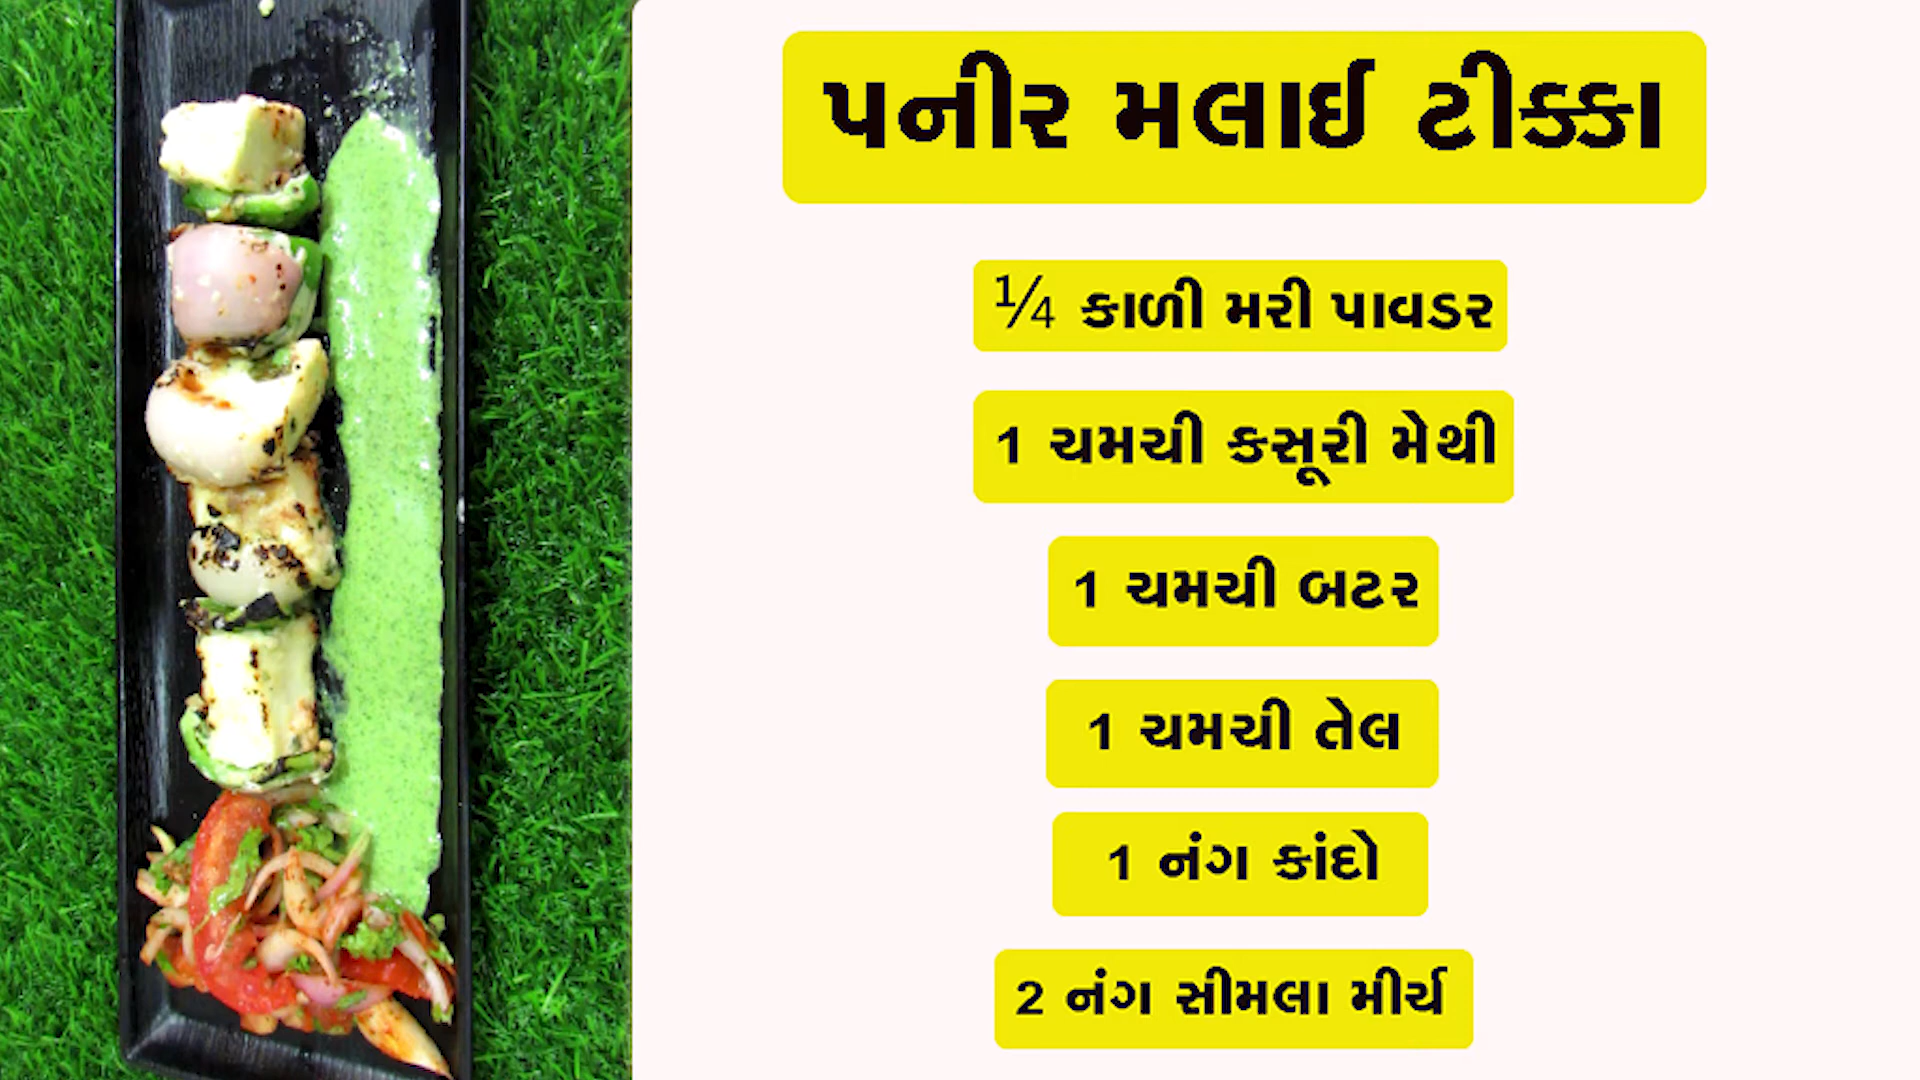 પનીર મલાઈ ટીક્કા
¼ કાળી મરી પાવડર
1 ચમચી કસૂરી મેથી
1 ચમચી બટર
1 ચમચી તેલ
1 નંગ કાંદો
2 નંગ સીમલા મીર્ચ